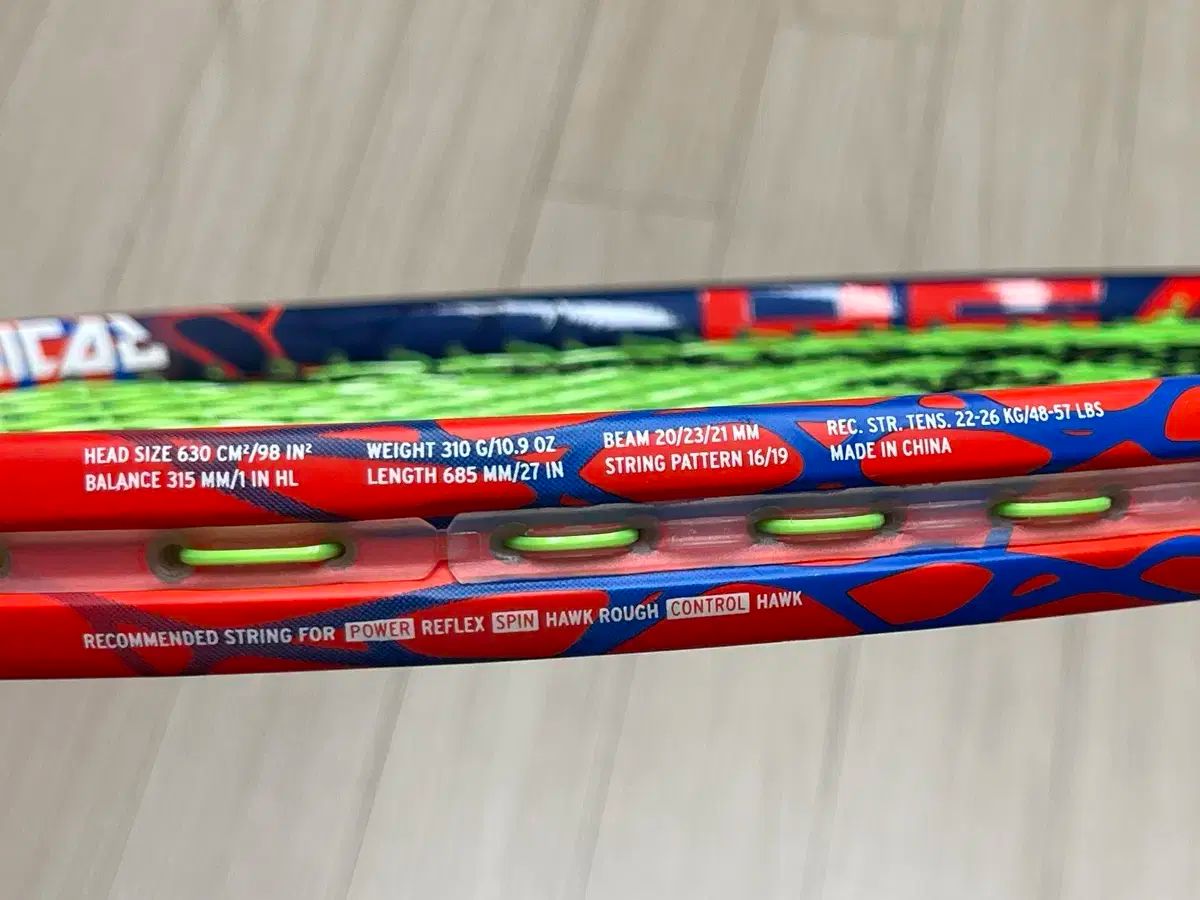 HEAD SIZE 630 CM²/98 IN²
BALANCE 315 MM/1 IN HL
WEIGHT 310 G/10.9 OZ
LENGTH 685 MM/27 IN
BEAM 20/23/21 MM
STRING PATTERN 16/19
REC. STR. TENS. 22-26 KG/48-57 LBS
MADE IN CHINA
RECOMMENDED STRING FOR POWER REFLEX SPIN HAWK ROUGH CONTROL HAWK